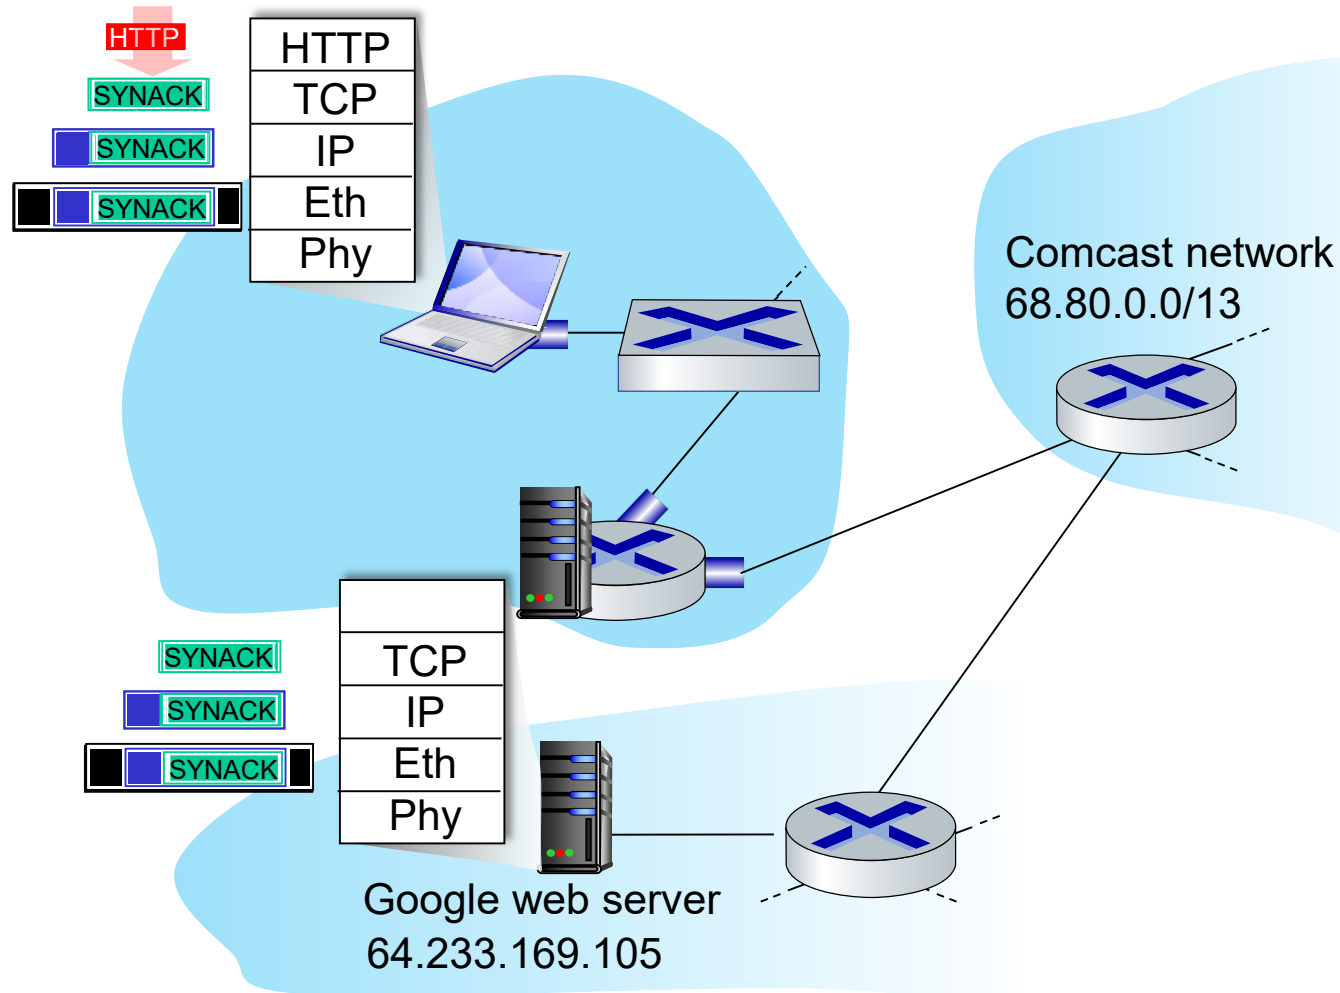 HTTP
SYNACK
SYNACK
SYNACK
HTTP
TCP
IP
Eth
Phy
Comcast network
68.80.0.0/13
SYNACK
SYNACK
SYNACK
TCP
IP
Eth
Phy
Google web server
64.233.169.105